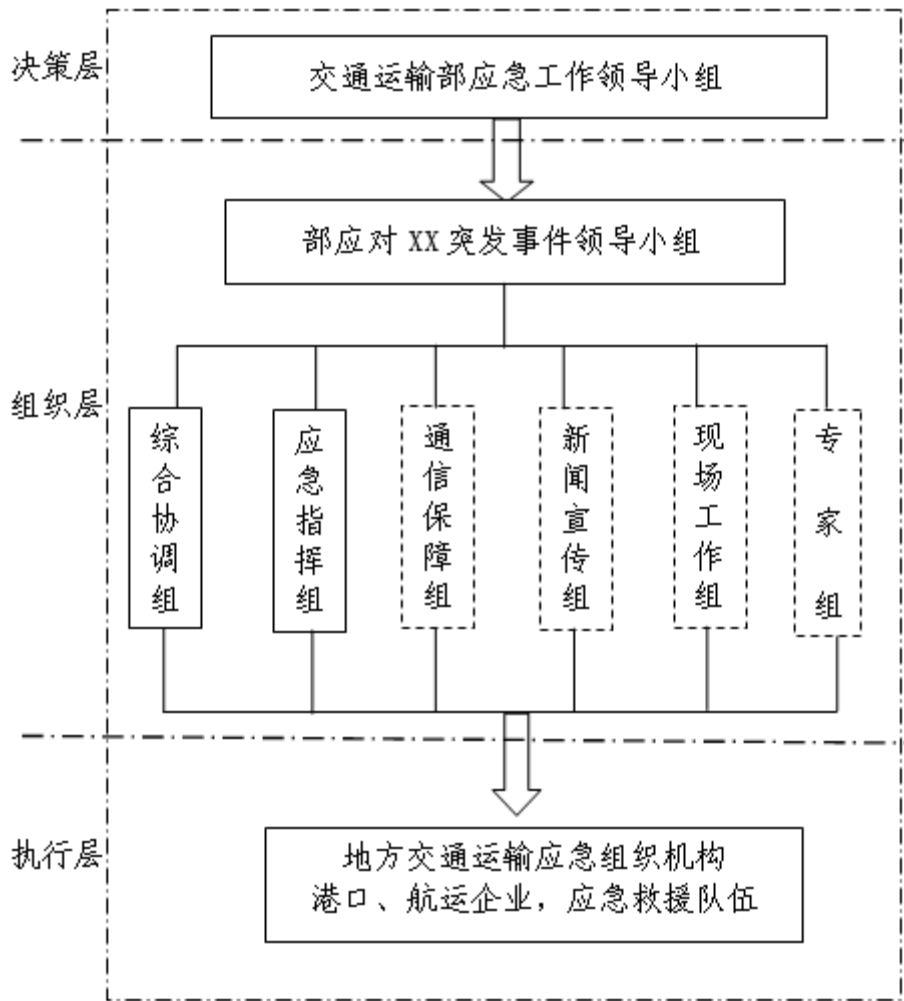 决策层
交通运输部应急工作领导小组
部应对 XX 突发事件领导小组
组织层
综合协调组
应急指挥组
通信保障组
新闻宣传组
现场工作组
专家组
执行层
地方交通运输应急组织机构
港口、航运企业，应急救援队伍